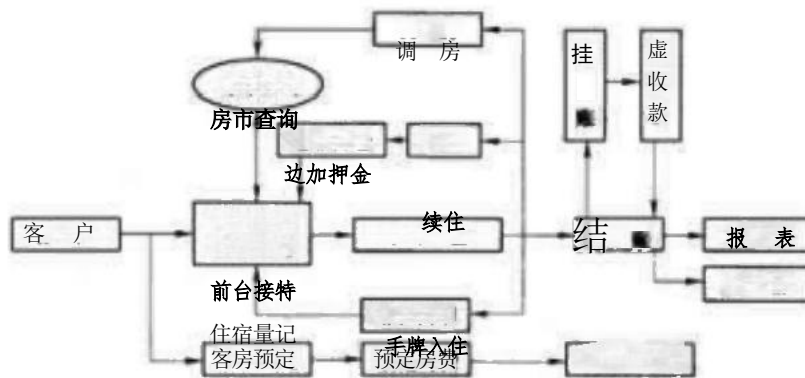 调 房
挂
虚收款
房市查询
边加押金
续住
客 户
结
报 表
前台接特
手牌入住
住宿量记
客房预定
预定房费